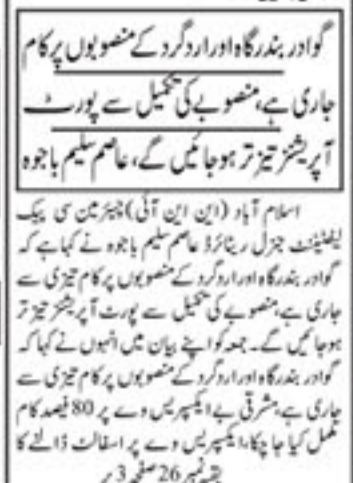 گوادر بندرگاہ اور اردگرد کے منصوبوں پر کام
جاری ہے، منصوبے کی تکمیل سے پورٹ
آپریشنز تیز تر ہوجائیں گے، عاصم سلیم باجوہ
اسلام آباد (این این آئی) چیئرمین سی پیک
لیفٹیننٹ جنرل ریٹائرڈ عاصم سلیم باجوہ نے کہا ہے کہ
گوادر بندرگاہ اور اردگرد کے منصوبوں پر کام تیزی سے
جاری ہے، منصوبے کی تکمیل سے پورٹ آپریشنز تیز تر
ہوجائیں گے۔ جمعہ کو اپنے بیان میں انہوں نے کہا کہ
گوادر بندرگاہ اور اردگرد کے منصوبوں پر کام تیزی سے
جاری ہے، مشرقی بے ایکسپریس وے پر 80 فیصد کام
مکمل کیا جا چکا، ایکسپریس وے پر اسفالٹ ڈالنے کا
بقیہ نمبر 26 صفحہ 3 پر